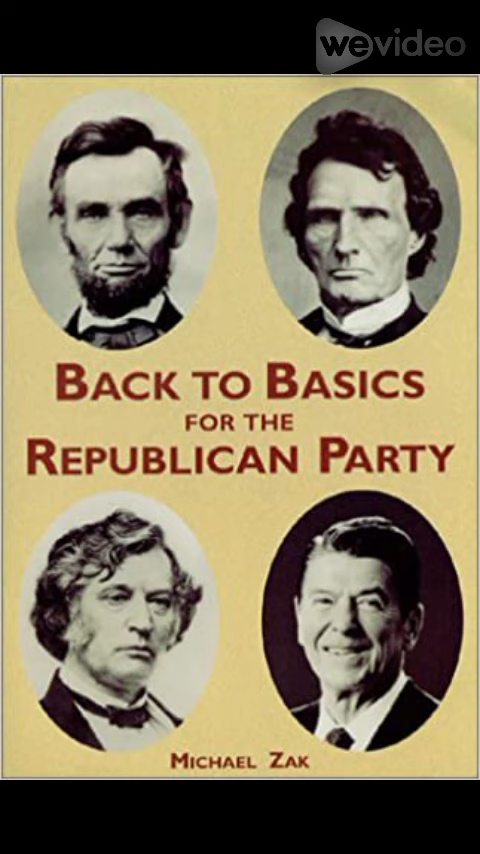 wevideo
BACK TO BASICS
FOR THE
REPUBLICAN PARTY
MICHAEL ZAK